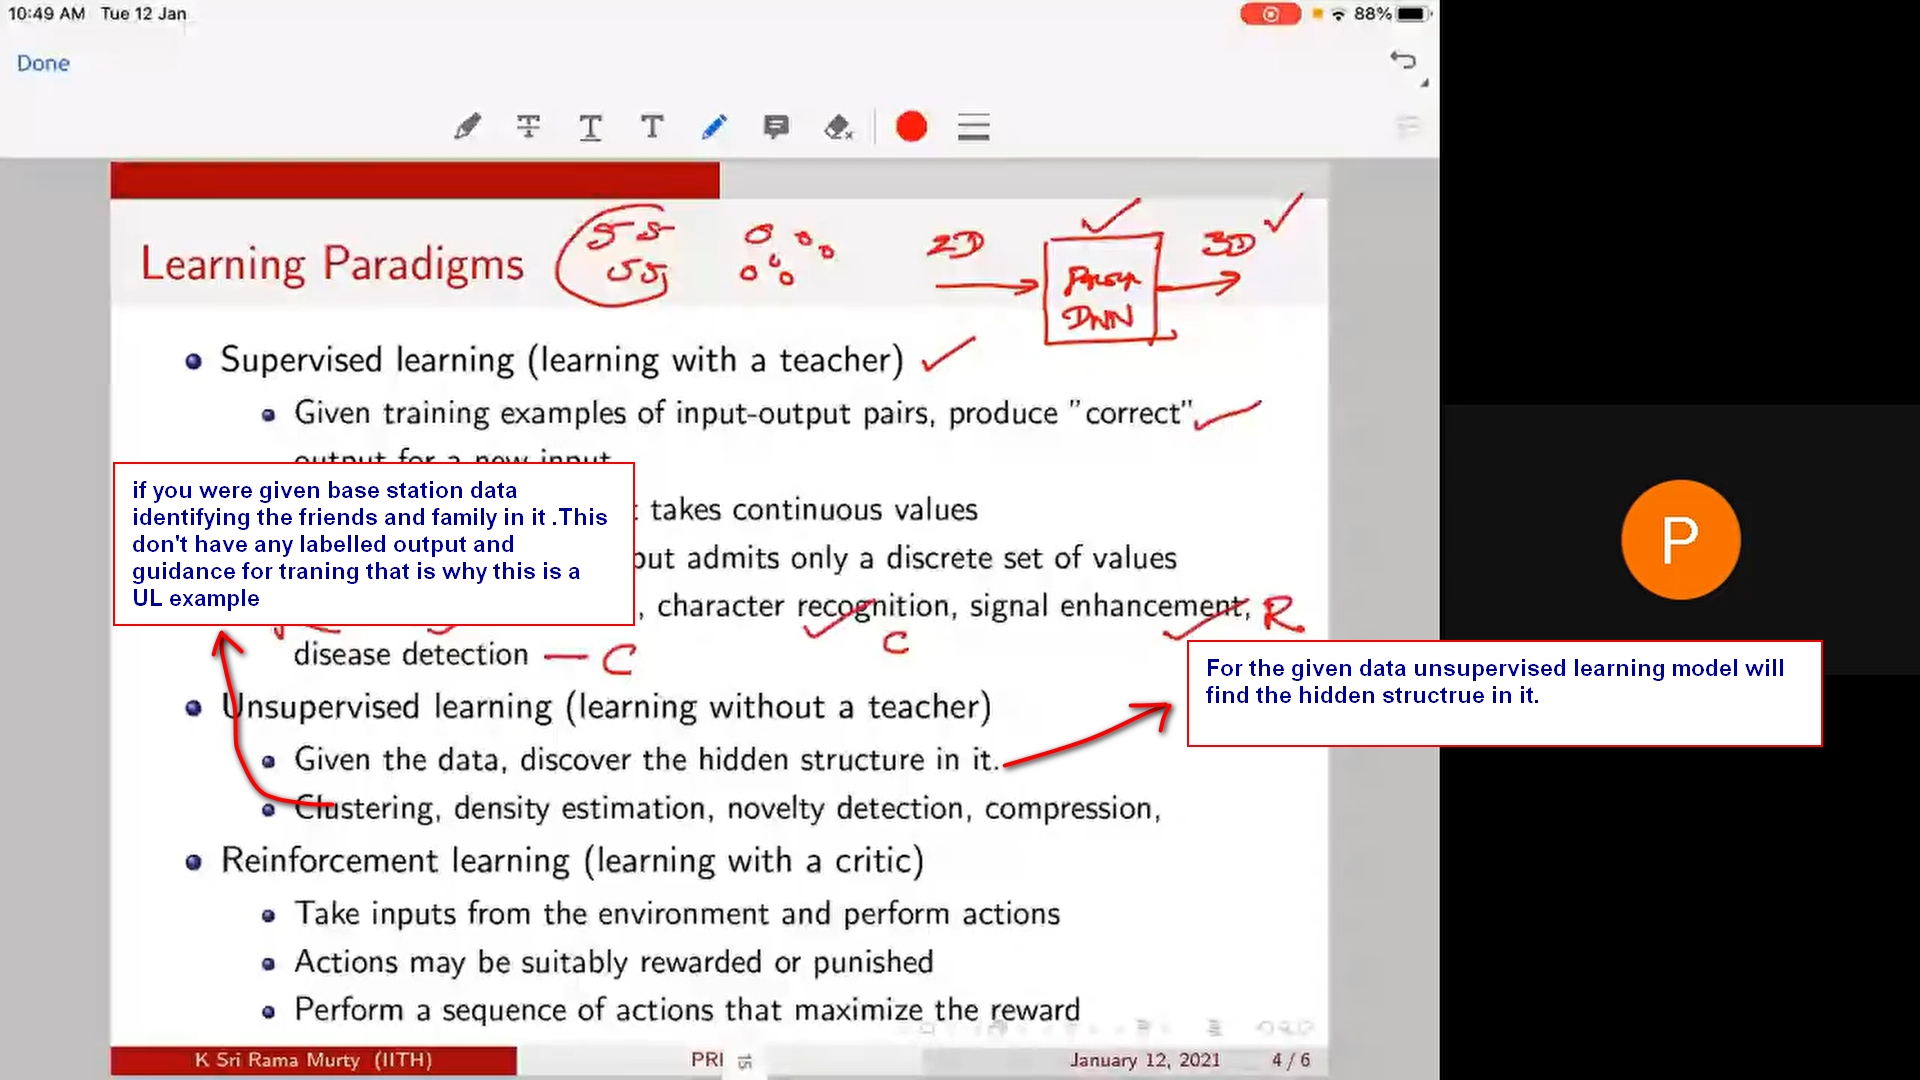 10:49 AM Tue 12 Jan
88%
Done
T T T
Learning Paradigms
5 5
5 5
2D
DNN
3D
Supervised learning (learning with a teacher)
Given training examples of input-output pairs, produce "correct"
output for a new input
takes continuous values
put admits only a discrete set of values
, character recognition, signal enhancement, R
C
disease detection — C
if you were given base station data
identifying the friends and family in it .This
don't have any labelled output and
guidance for traning that is why this is a
UL example
Unsupervised learning (learning without a teacher)
Given the data, discover the hidden structure in it.
Clustering, density estimation, novelty detection, compression,
For the given data unsupervised learning model will
find the hidden structrue in it.
Reinforcement learning (learning with a critic)
Take inputs from the environment and perform actions
Actions may be suitably rewarded or punished
Perform a sequence of actions that maximize the reward
K Sri Rama Murty (IITH) PRI 15 January 12, 2021 4 / 6
P